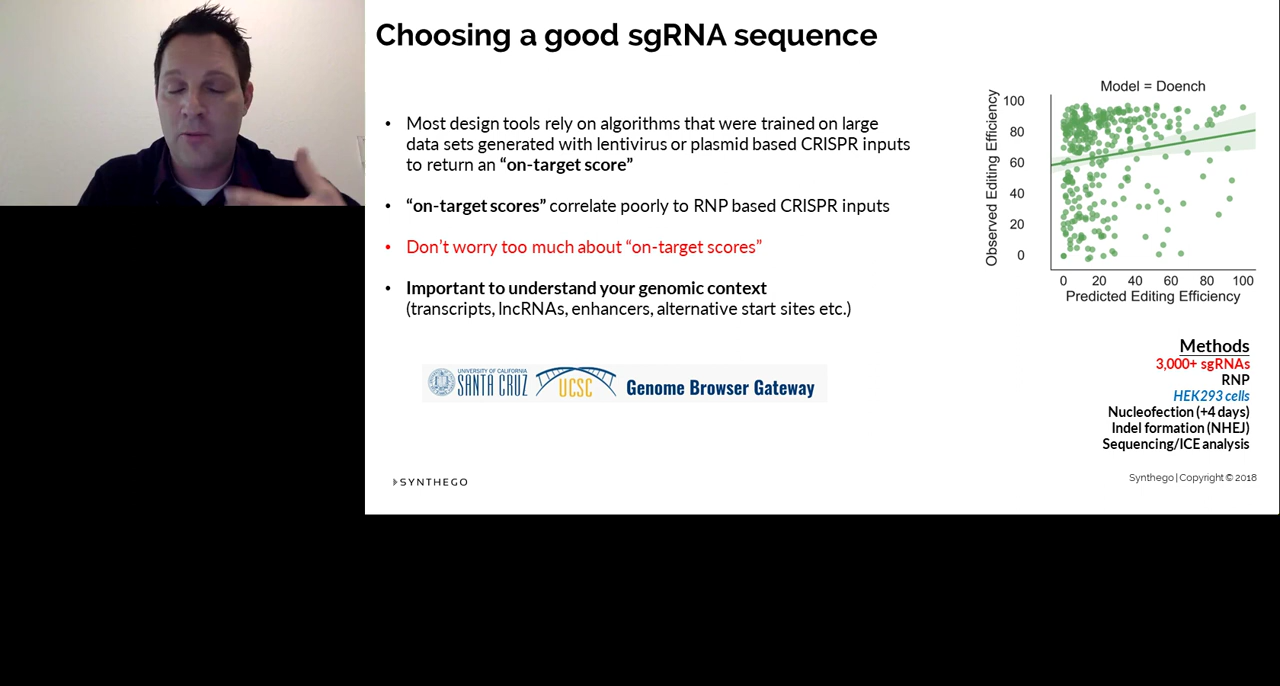 Choosing a good sgRNA sequence
• Most design tools rely on algorithms that were trained on large
data sets generated with lentivirus or plasmid based CRISPR inputs
to return an “on-target score”
• “on-target scores” correlate poorly to RNP based CRISPR inputs
• Don’t worry too much about “on-target scores”
• Important to understand your genomic context
(transcripts, lncRNAs, enhancers, alternative start sites etc.)
UNIVERSITY OF CALIFORNIA
SANTA CRUZ
UCSC
Genome Browser Gateway
SYNTHEGO
Model = Doench
Observed Editing Efficiency
100
80
60
40
20
0
0 20 40 60 80 100
Predicted Editing Efficiency
Methods
3,000+ sgRNAs
RNP
HEK293 cells
Nucleofection (+4 days)
Indel formation (NHEJ)
Sequencing/ICE analysis
Synthego | Copyright © 2018